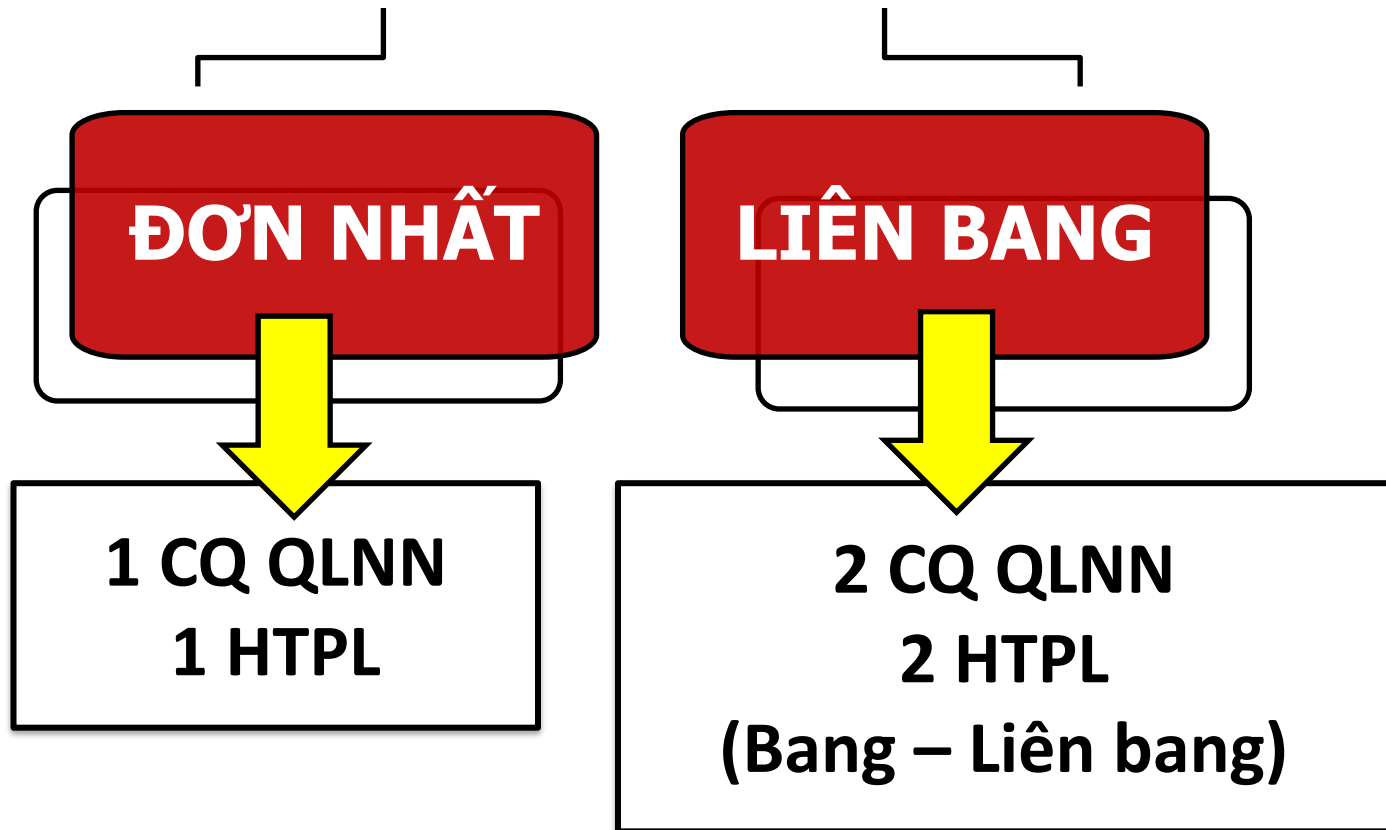 ĐƠN NHẤT
LIÊN BANG
1 CQ QLNN
1 HTPL
2 CQ QLNN
2 HTPL
(Bang – Liên bang)